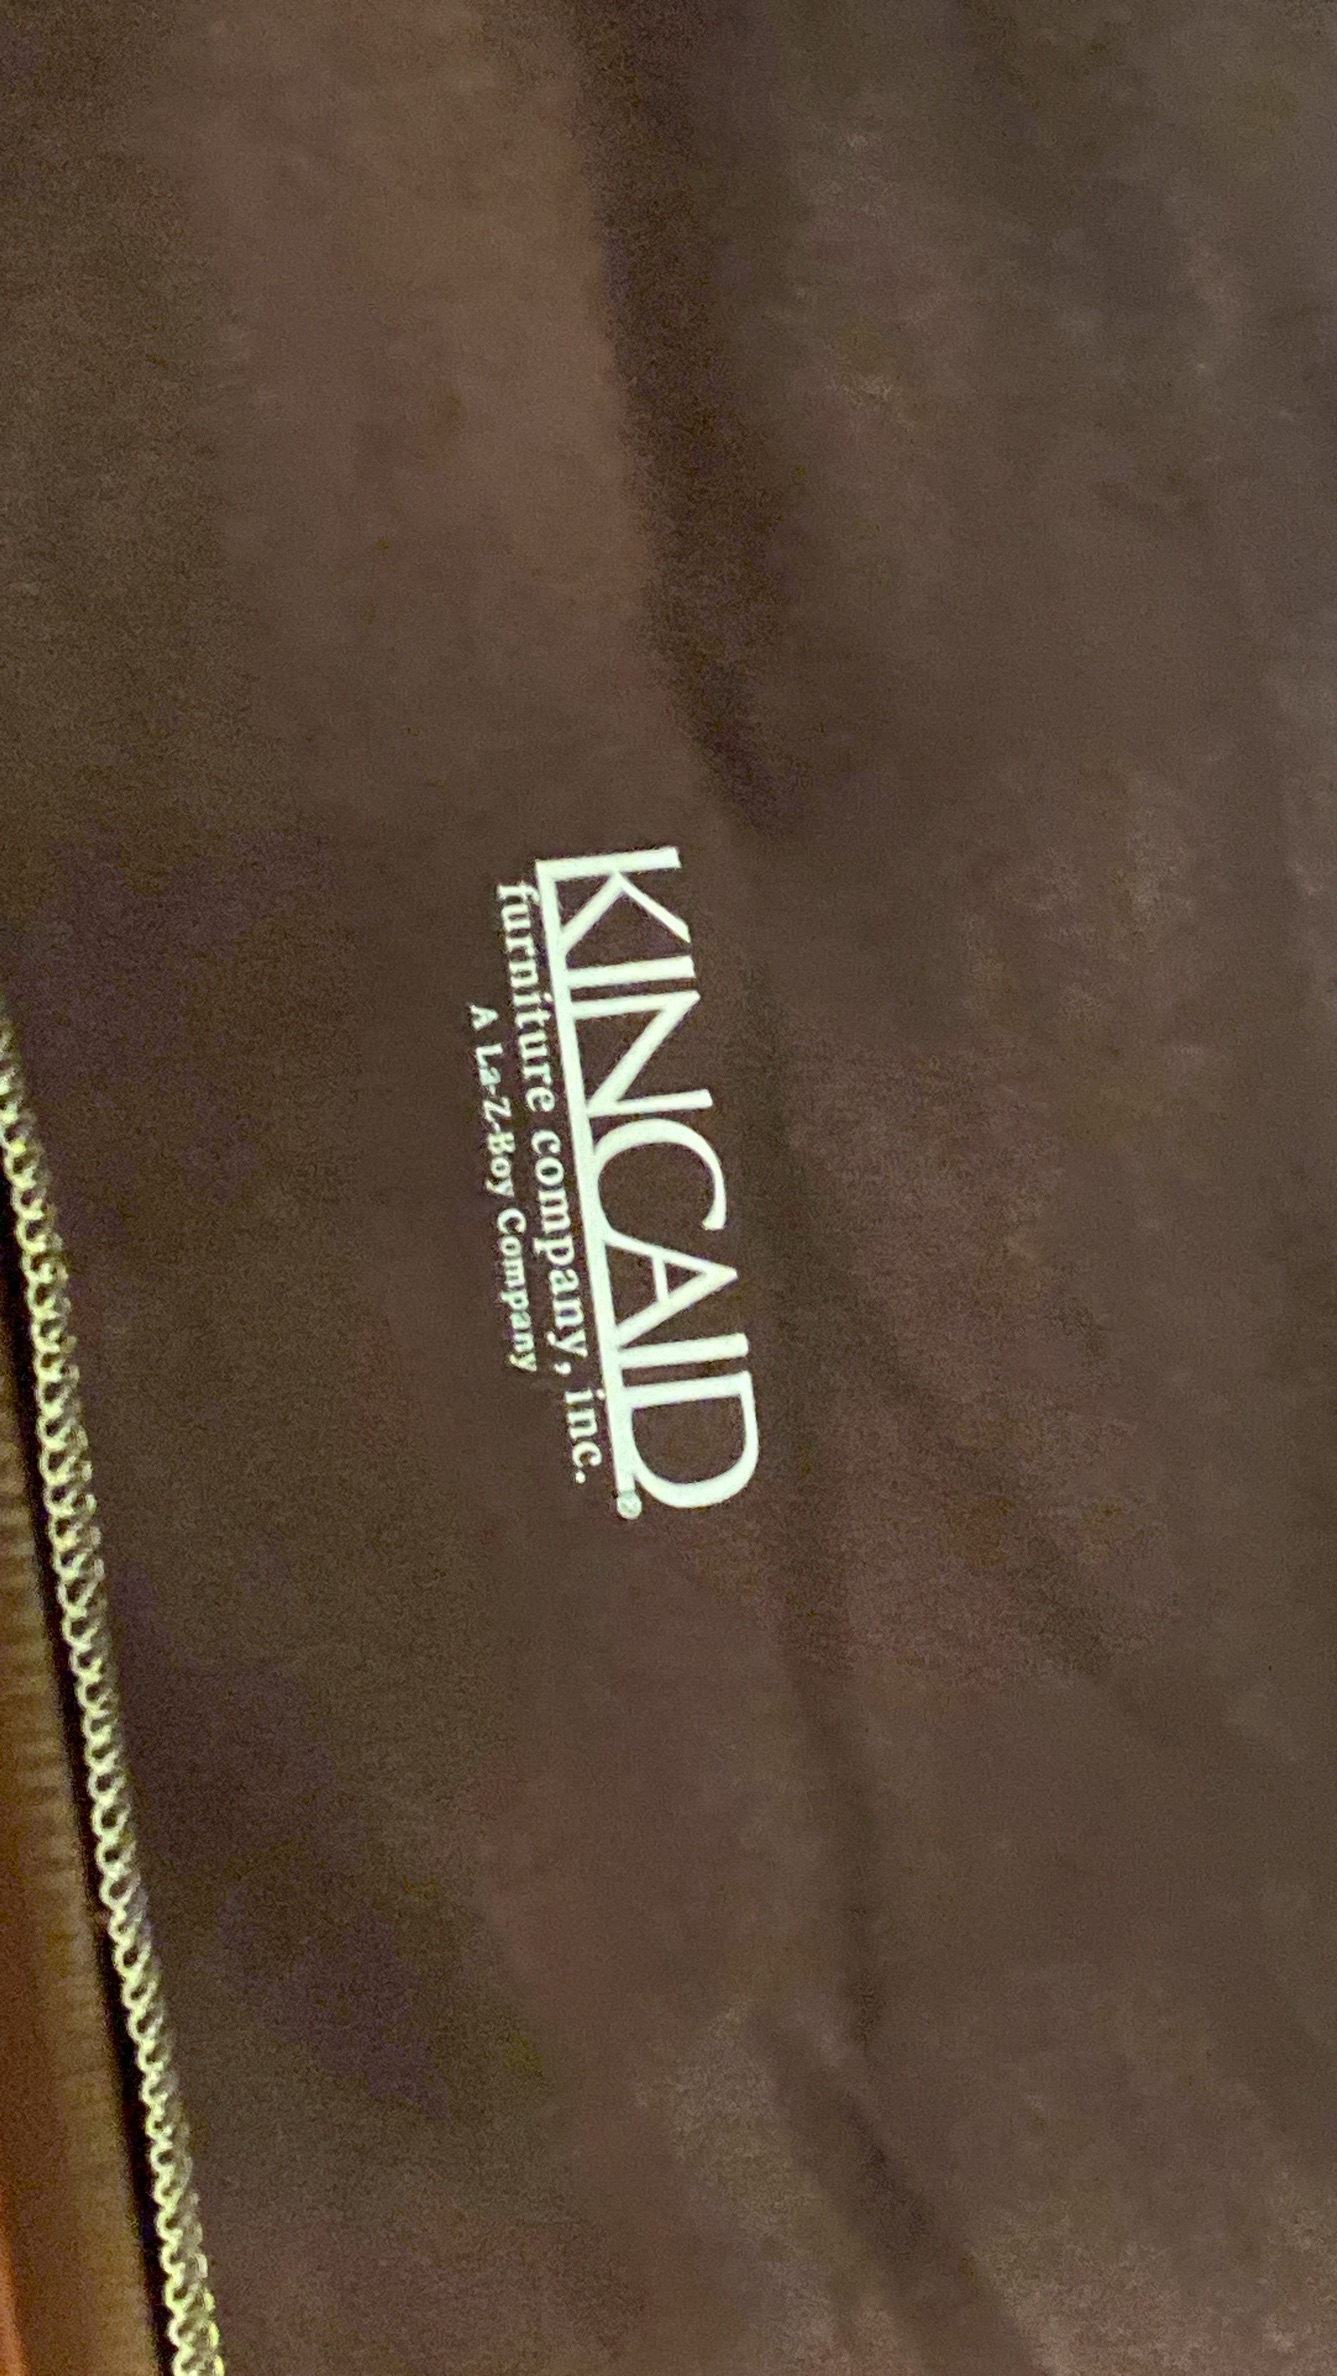 KINCAID®
furniture company, inc.
A La-Z-Boy Company